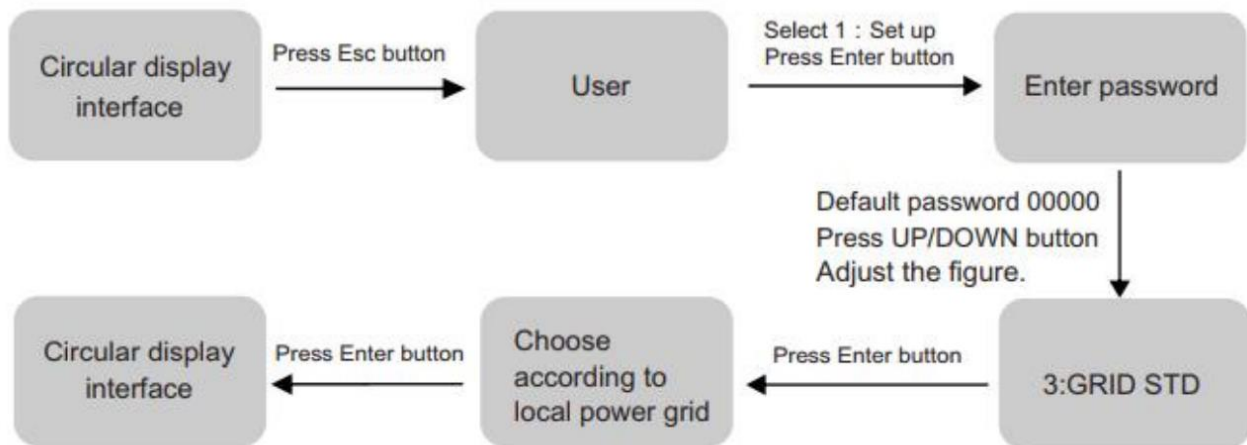 Circular display
interface
Press Esc button
User
Select 1 : Set up
Press Enter button
Enter password
Default password 00000
Press UP/DOWN button
Adjust the figure.
3:GRID STD
Press Enter button
Choose
according to
local power grid
Press Enter button
Circular display
interface